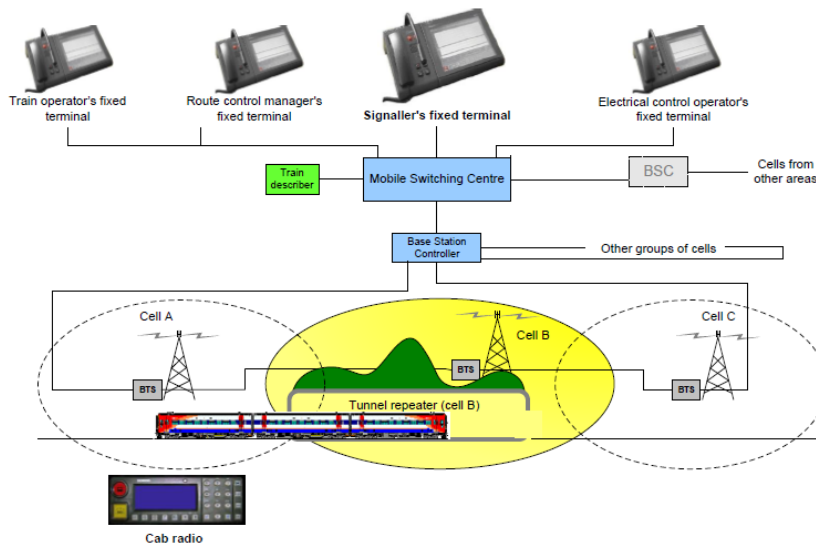 Train operator's fixed
terminal
Route control manager's
fixed terminal
Signaller's fixed terminal
Electrical control operator's
fixed terminal
Train
describer
Mobile Switching Centre
BSC
Cells from
other areas
Base Station
Controller
Other groups of cells
Cell A
Cell B
Cell C
BTS
BTS
BTS
Tunnel repeater (cell B)
Cab radio